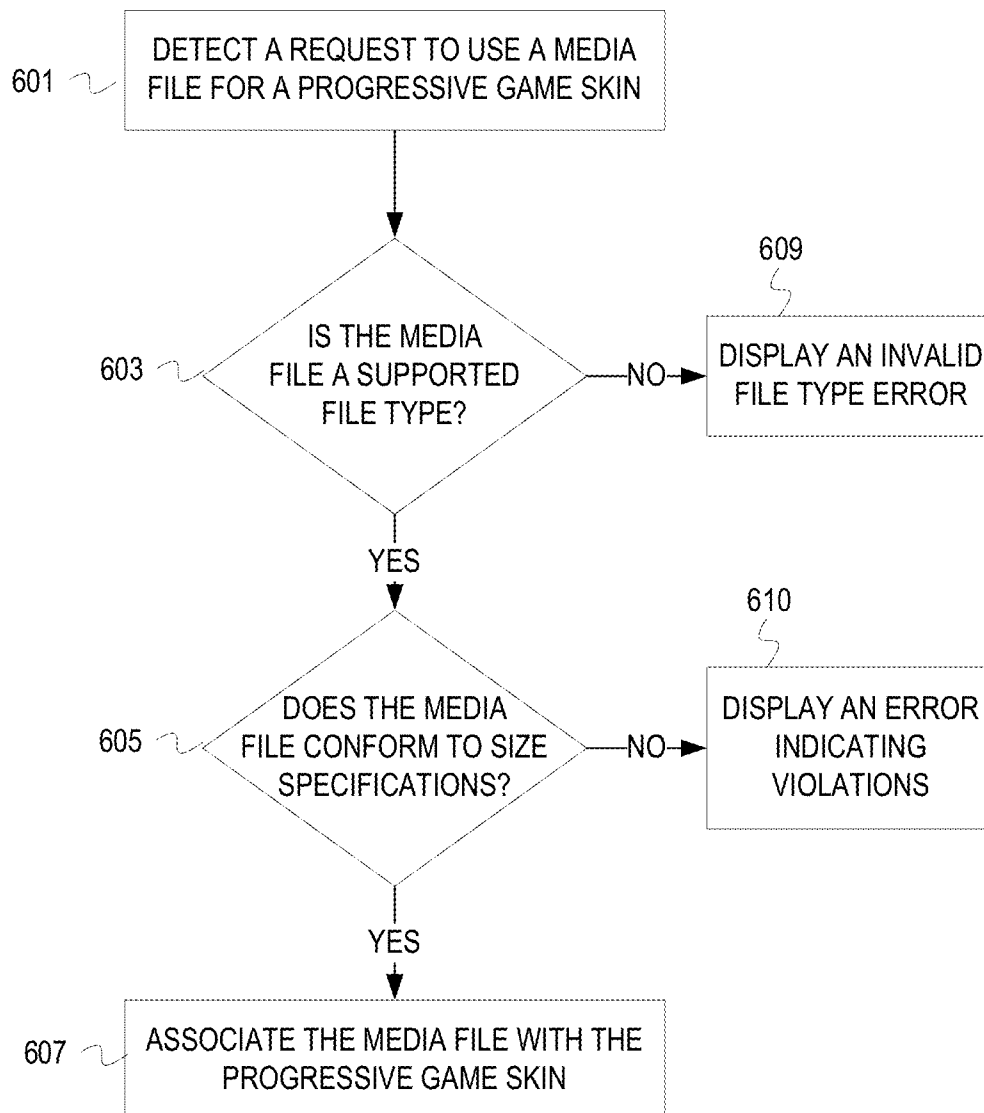 DETECT A REQUEST TO USE A MEDIA
FILE FOR A PROGRESSIVE GAME SKIN
601
609
IS THE MEDIA
FILE A SUPPORTED
FILE TYPE?
603
NO
DISPLAY AN INVALID
FILE TYPE ERROR
YES
610
DOES THE MEDIA
FILE CONFORM TO SIZE
SPECIFICATIONS?
605
NO
DISPLAY AN ERROR
INDICATING
VIOLATIONS
YES
607
ASSOCIATE THE MEDIA FILE WITH THE
PROGRESSIVE GAME SKIN